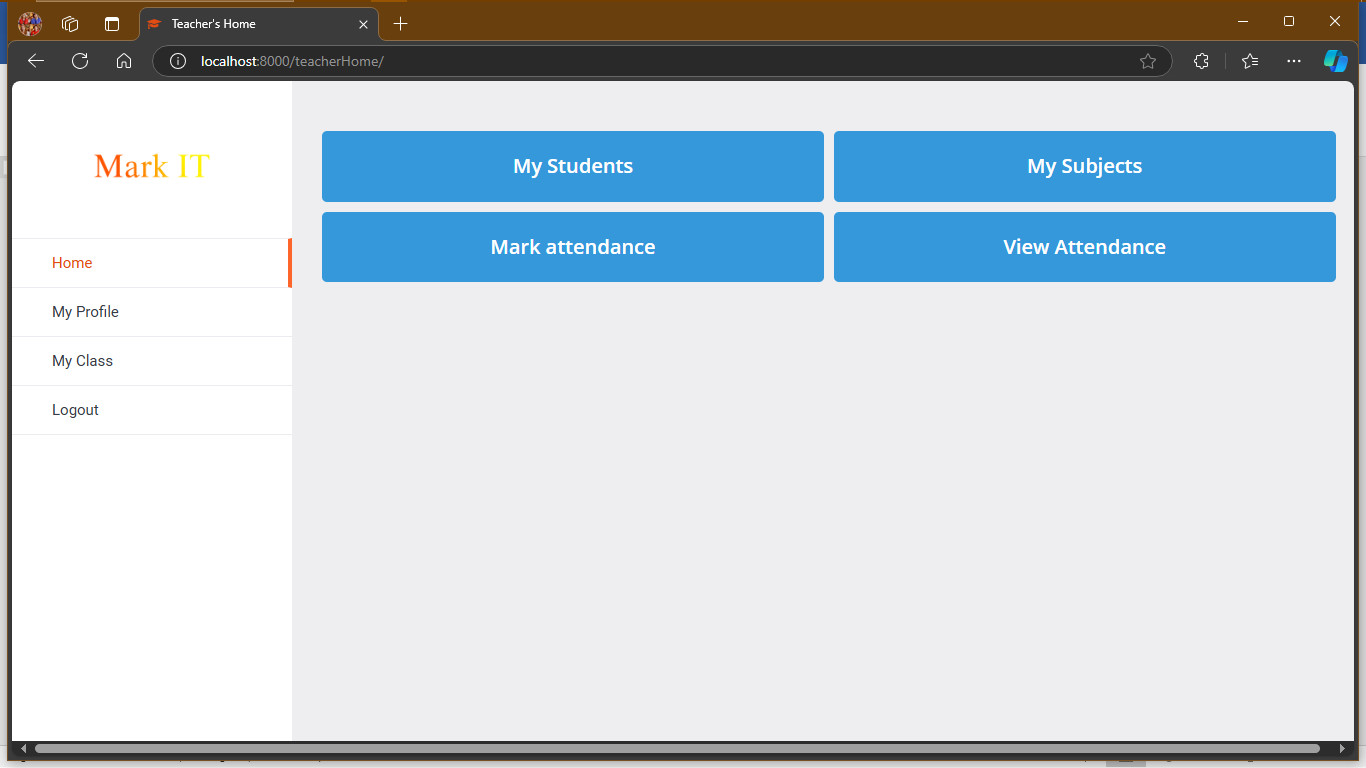 Teacher's Home
localhost:8000/teacherHome/
Mark IT
Home
My Profile
My Class
Logout
My Students
My Subjects
Mark attendance
View Attendance